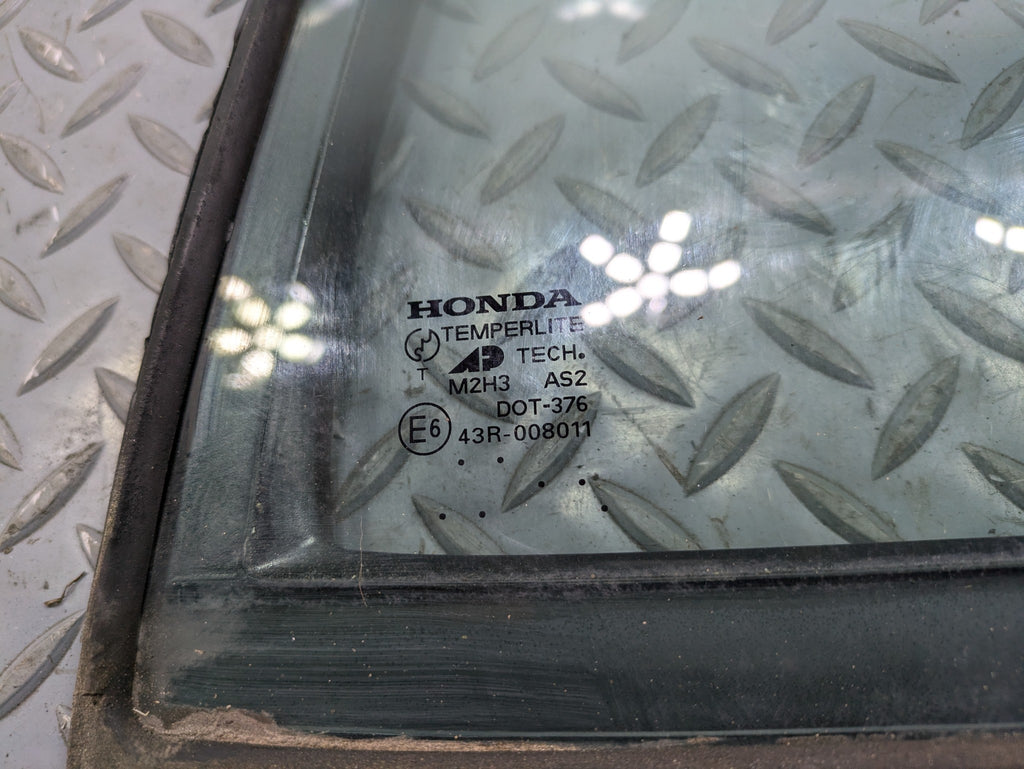 HONDA
TEMPERLITE
AP TECH.
T
M2H3 AS2
DOT-376
E6 43R-008011